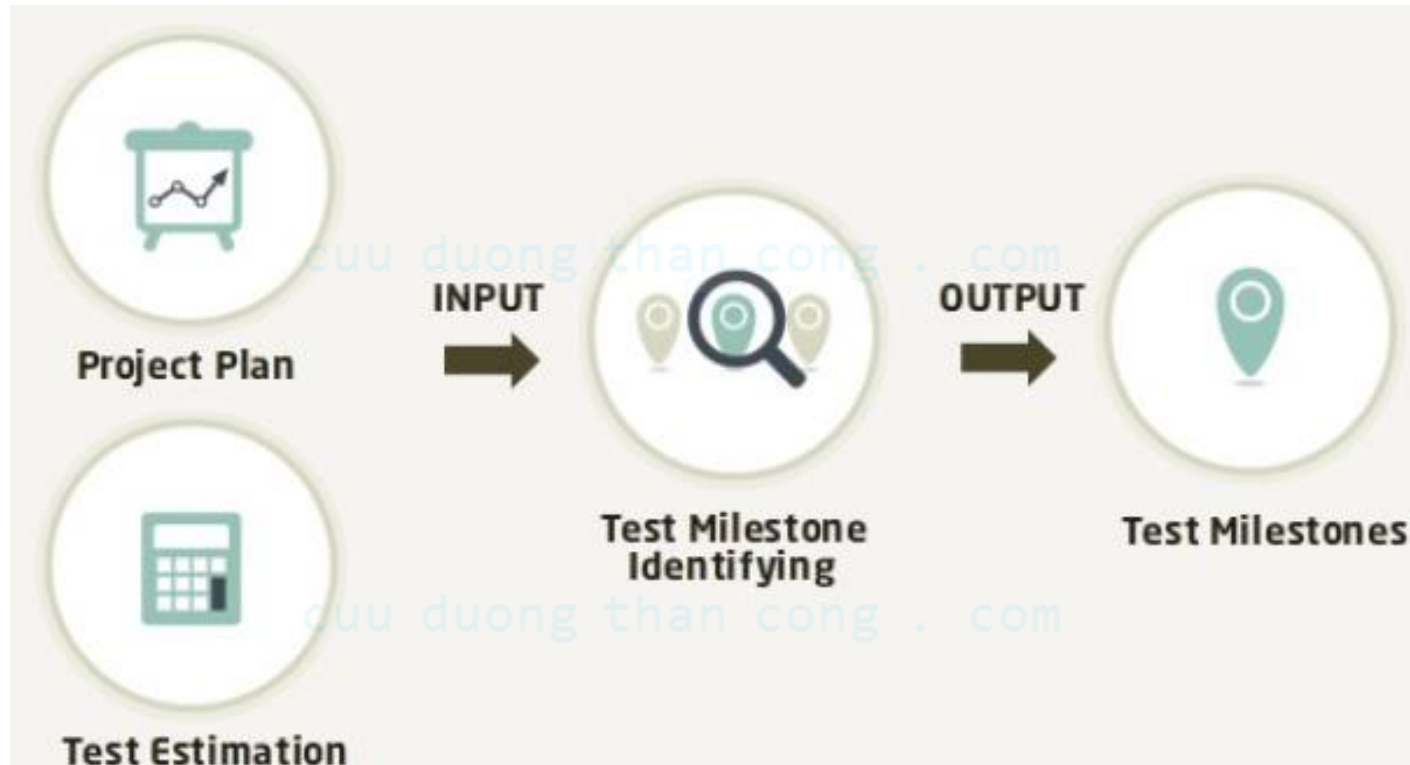 cuu duong than cong . com
INPUT
OUTPUT
Project Plan
Test Milestone
Identifying
Test Milestones
cuu duong than cong . com
Test Estimation